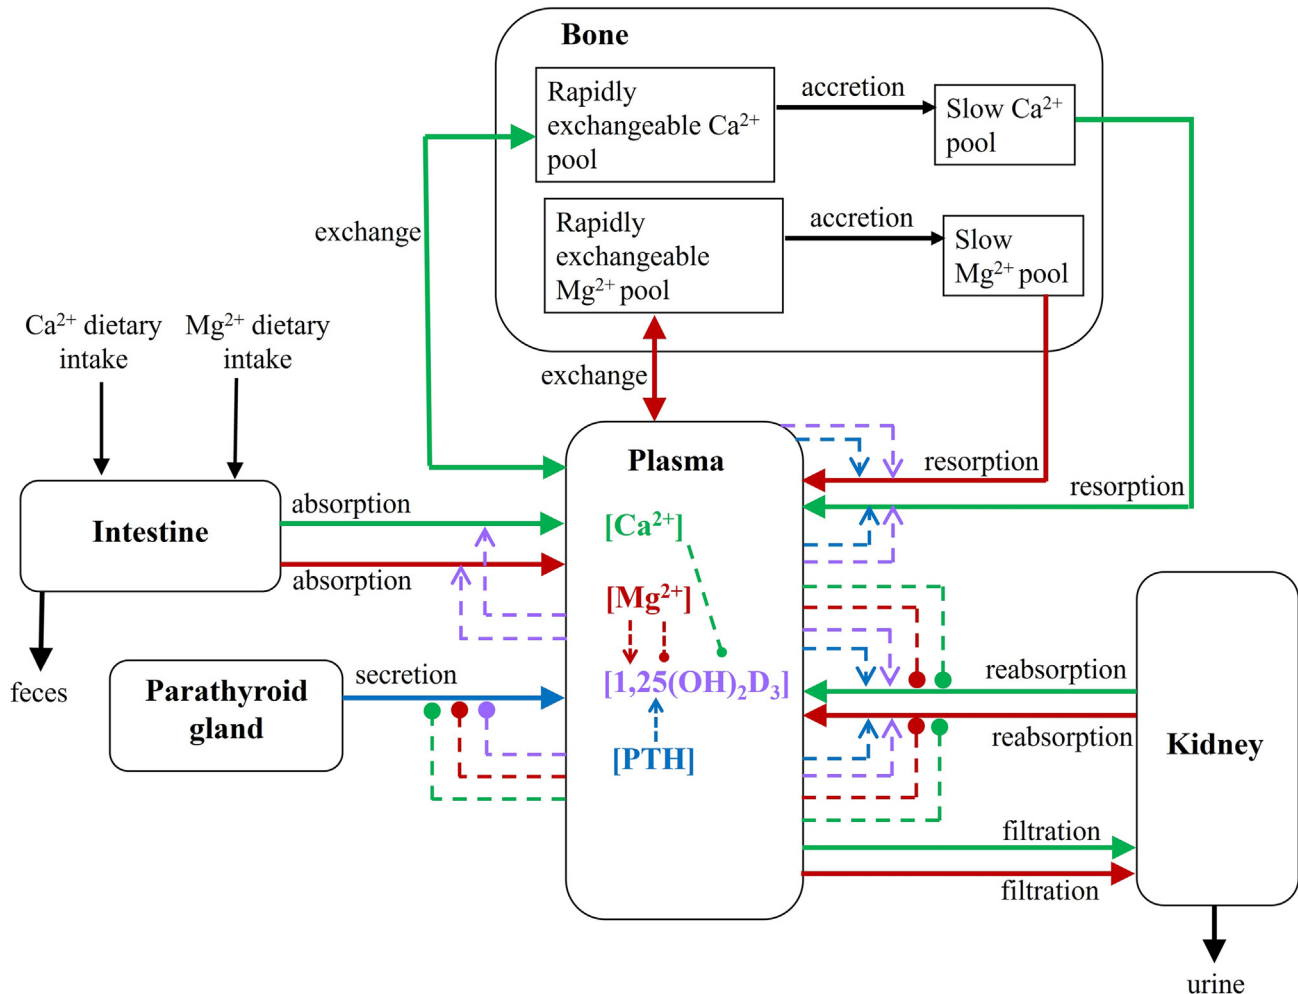 Bone
Rapidly
exchangeable Ca²⁺
pool
accretion
Slow Ca²⁺
pool
Rapidly
exchangeable
Mg²⁺ pool
accretion
Slow
Mg²⁺ pool
exchange
Ca²⁺ dietary
intake
Mg²⁺ dietary
intake
exchange
Plasma
resorption
resorption
Intestine
absorption
absorption
[Ca²⁺]
[Mg²⁺]
[1,25(OH)₂D₃]
[PTH]
feces
Parathyroid
gland
secretion
reabsorption
reabsorption
Kidney
filtration
filtration
urine